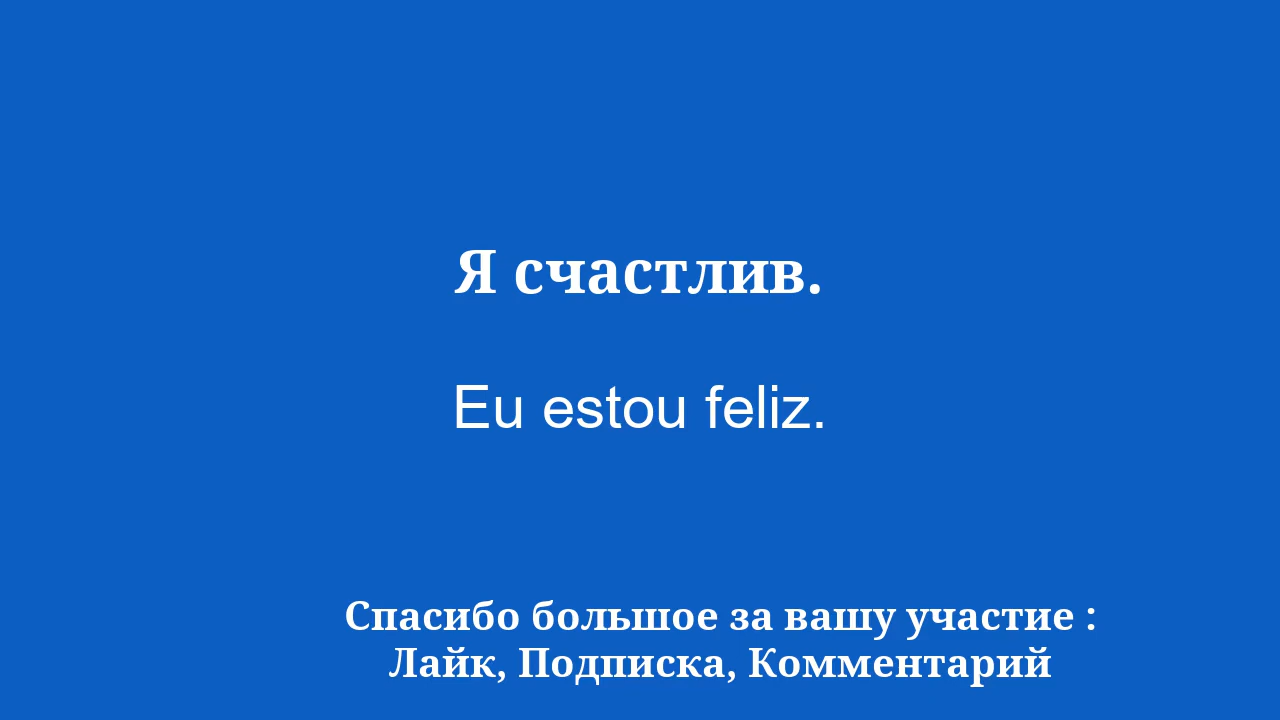 Я счастлив.
Eu estou feliz.
Спасибо большое за вашу участие :
Лайк, Подписка, Комментарий